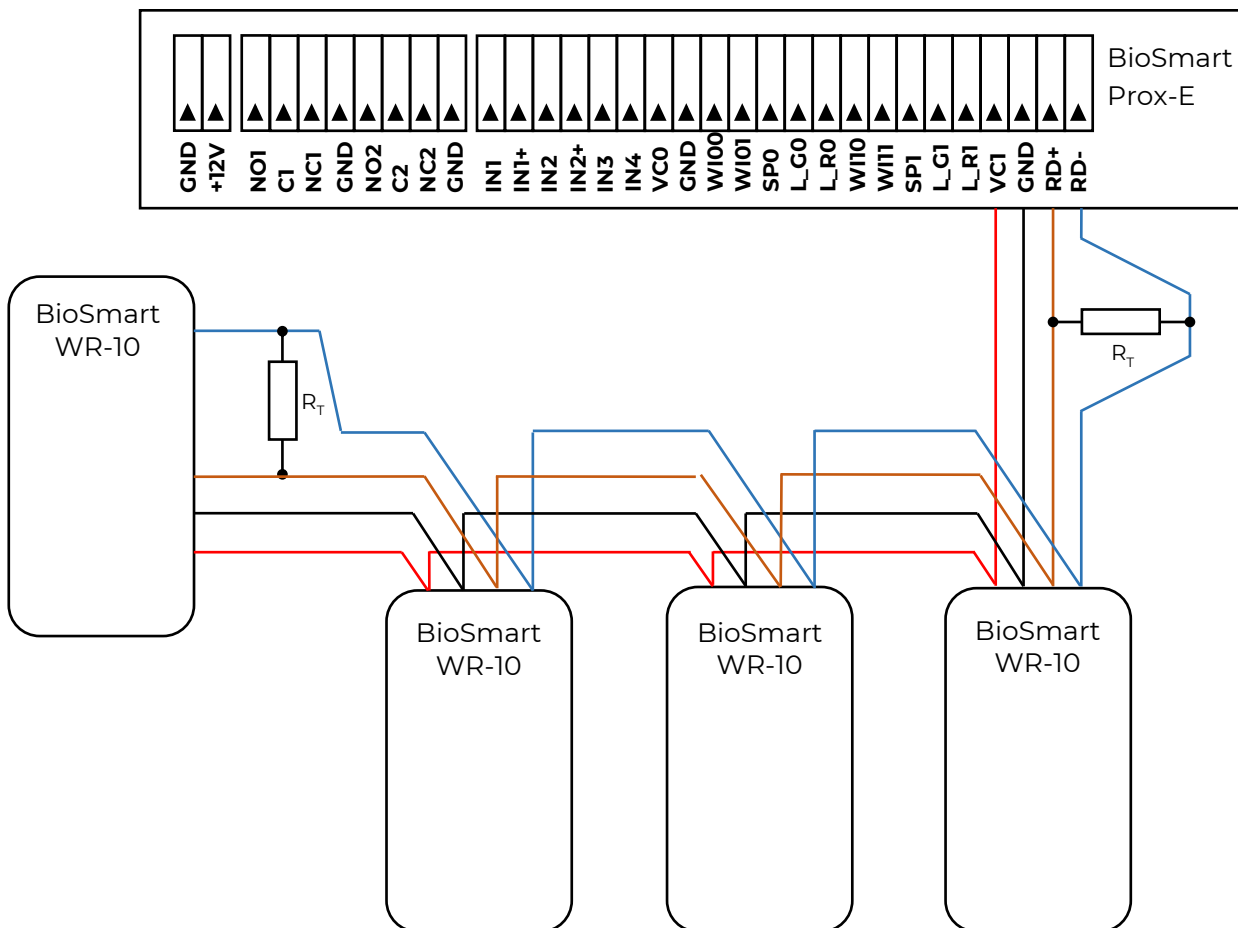 BioSmart
Prox-E
GND
+12V
NO1
C1
NC1
GND
NO2
C2
NC2
GND
IN1
IN1+
IN2
IN2+
IN3
IN4
VC0
GND
WI00
WI01
SP0
L_G0
L_R0
WI10
WI11
SP1
L_G1
L_R1
VC1
GND
RD+
RD-
BioSmart
WR-10
RT
RT
BioSmart
WR-10
BioSmart
WR-10
BioSmart
WR-10